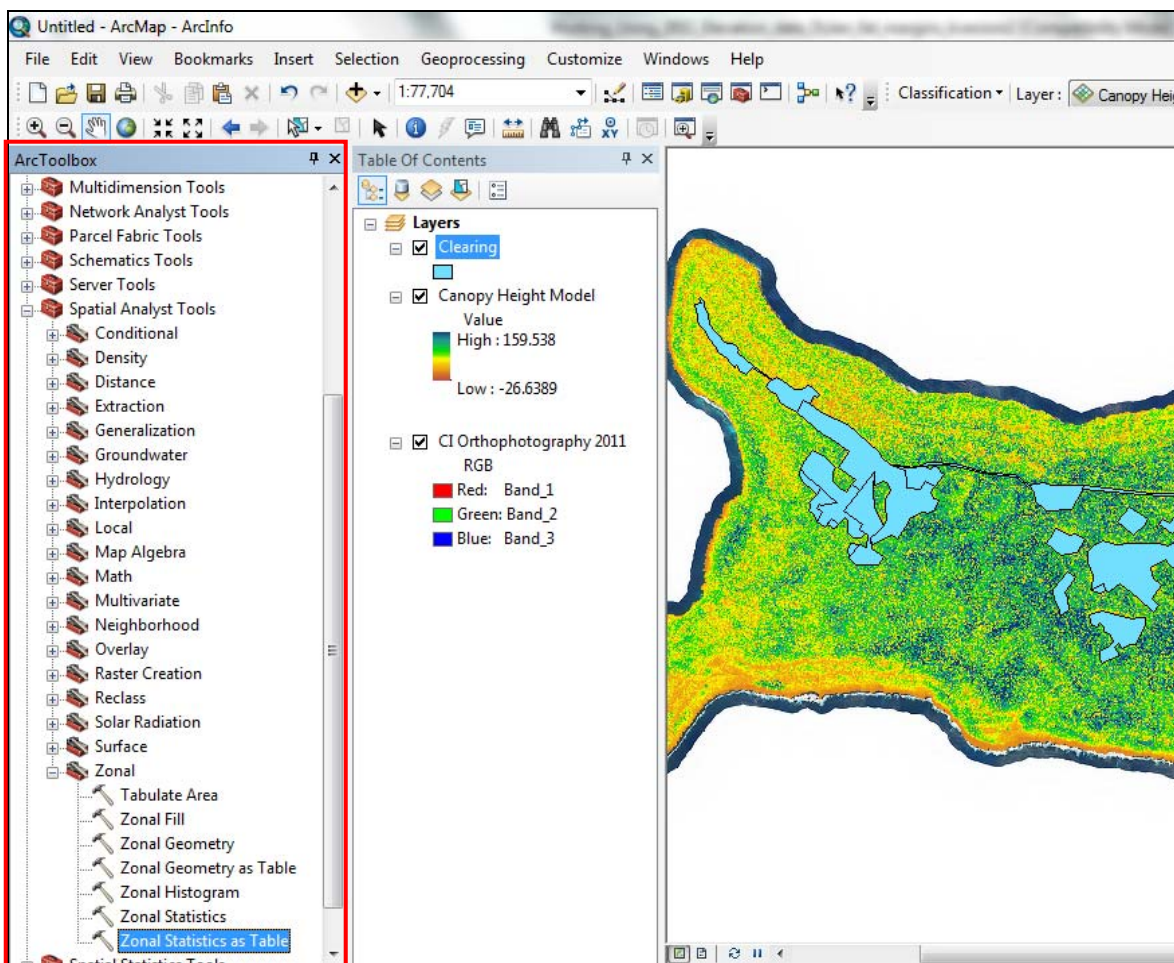 Untitled - ArcMap - ArcInfo
File Edit View Bookmarks Insert Selection Geoprocessing Customize Windows Help
1:77,704
Classification Layer: Canopy Hei
ArcToolbox
Multidimension Tools
Network Analyst Tools
Parcel Fabric Tools
Schematics Tools
Server Tools
Spatial Analyst Tools
Conditional
Density
Distance
Extraction
Generalization
Groundwater
Hydrology
Interpolation
Local
Map Algebra
Math
Multivariate
Neighborhood
Overlay
Raster Creation
Reclass
Solar Radiation
Surface
Zonal
Tabulate Area
Zonal Fill
Zonal Geometry
Zonal Geometry as Table
Zonal Histogram
Zonal Statistics
Zonal Statistics as Table
Spatial Statistics Tools
Table Of Contents
Layers
Clearing
Canopy Height Model
Value
High : 159.538
Low : -26.6389
CI Orthophotography 2011
RGB
Red: Band_1
Green: Band_2
Blue: Band_3